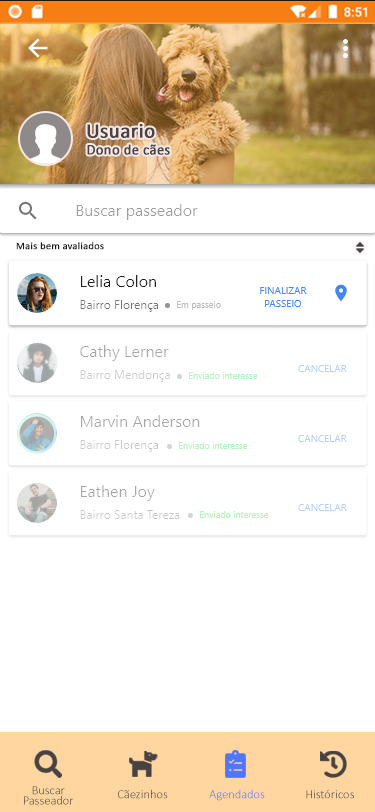 8:51
Usuario
Dono de cães
Buscar passeador
Mais bem avaliados
Lelia Colon
Bairro Florença ● Em passeio
FINALIZAR
PASSEIO
Cathy Lerner
Bairro Mendonça ● Enviado interesse
CANCELAR
Marvin Anderson
Bairro Florença ● Enviado interesse
CANCELAR
Eathen Joy
Bairro Santa Tereza ● Enviado interesse
CANCELAR
Buscar
Passeador
Cãezinhos
Agendados
Históricos